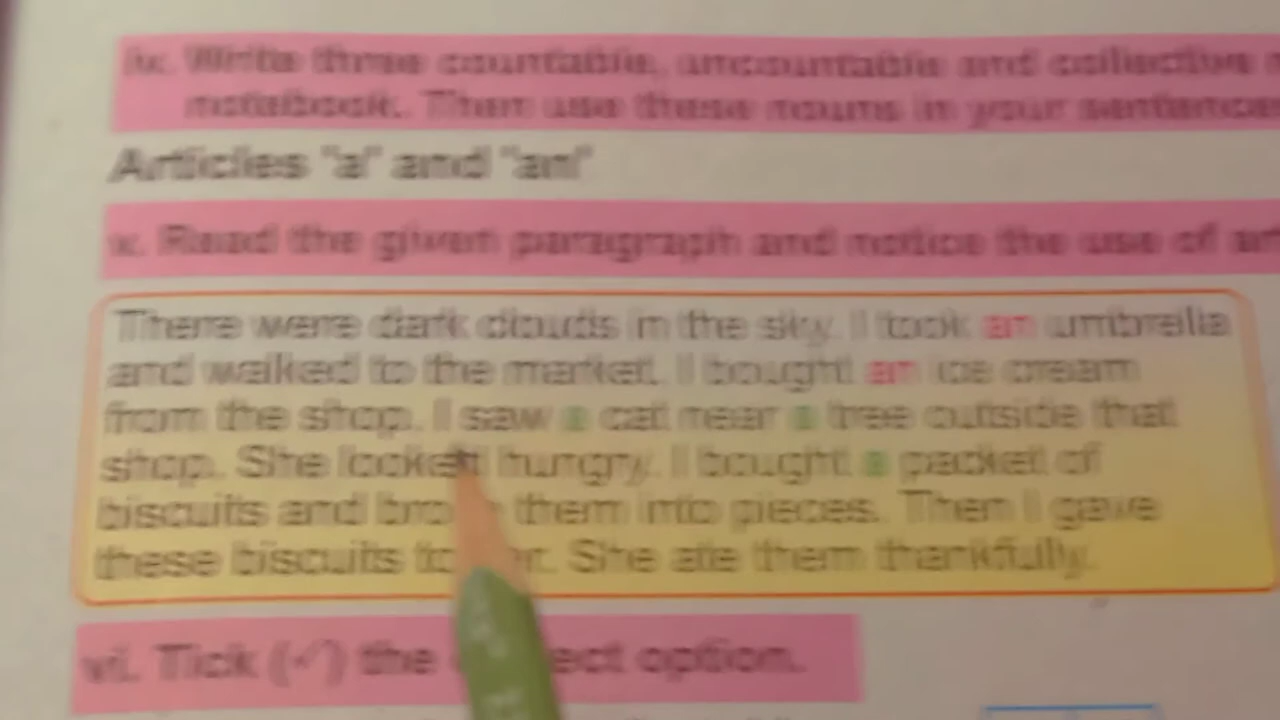 iv. Write three countable, uncountable and collective
notebook. Then use these nouns in your sentences
Articles "a" and "an"
v. Read the given paragraph and notice the use of
There were dark clouds in the sky. I took an umbrella
and walked to the market. I bought an ice cream
from the shop. I saw a cat near a tree outside that
shop. She looked hungry. I bought a packet of
biscuits and them into pieces. Then I gave
these biscuits to She ate them thankfully.
vi. Tick (✓) the option.